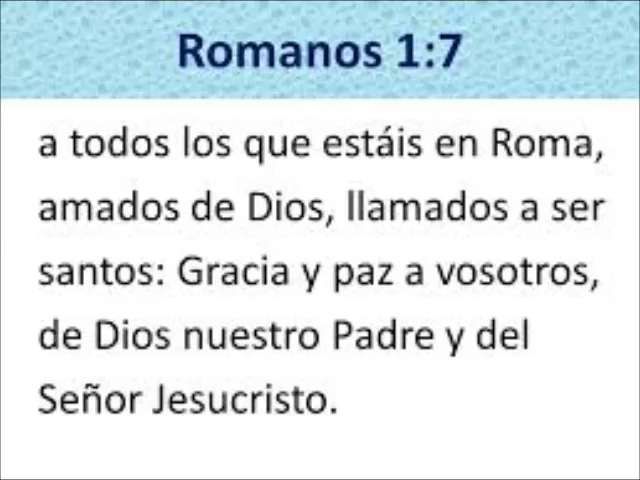 Romanos 1:7
a todos los que estáis en Roma,
amados de Dios, llamados a ser
santos: Gracia y paz a vosotros,
de Dios nuestro Padre y del
Señor Jesucristo.